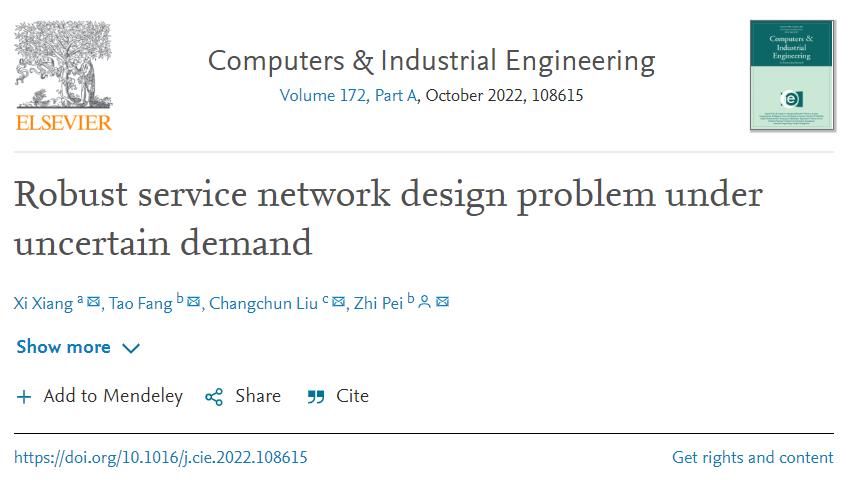 Computers & Industrial Engineering
Volume 172, Part A, October 2022, 108615
ELSEVIER
Computers &
Industrial
Engineering
Robust service network design problem under
uncertain demand
Xi Xiang a, Tao Fang b, Changchun Liu c, Zhi Pei b
Show more
+ Add to Mendeley Share Cite
https://doi.org/10.1016/j.cie.2022.108615 Get rights and content